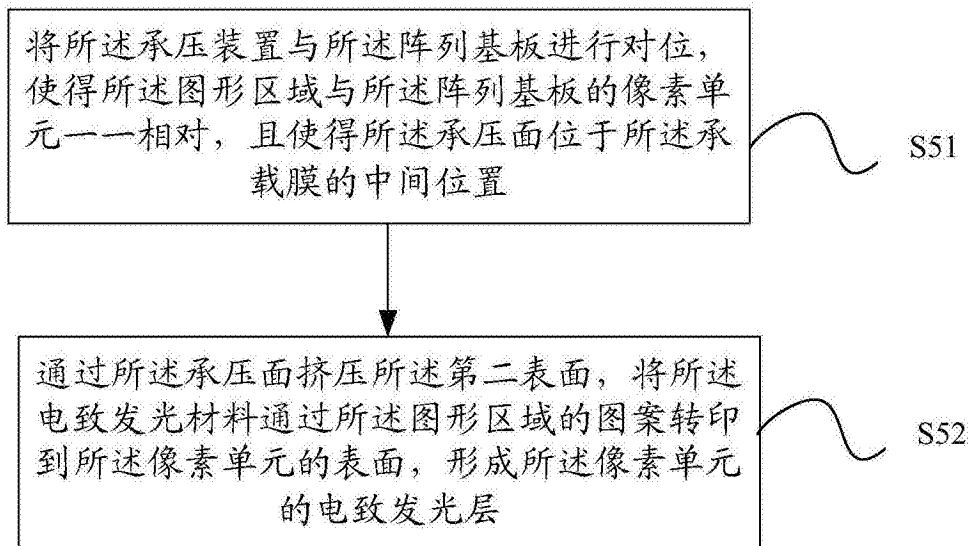 将所述承压装置与所述阵列基板进行对位，
使得所述图形区域与所述阵列基板的像素单
元一一相对，且使得所述承压面位于所述承
载膜的中间位置
S51
通过所述承压面挤压所述第二表面，将所述
电致发光材料通过所述图形区域的图案转印
到所述像素单元的表面，形成所述像素单元
的电致发光层
S52